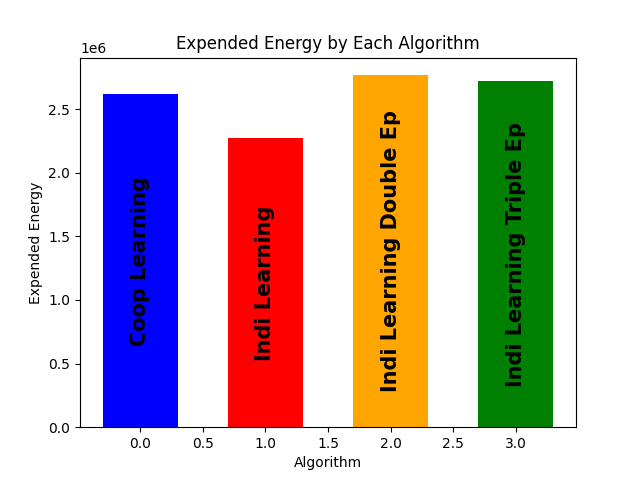 Expended Energy by Each Algorithm
1e6
2.5
2.0
1.5
1.0
0.5
0.0
Expended Energy
Coop Learning
Indi Learning
Indi Learning Double Ep
Indi Learning Triple Ep
0.0 0.5 1.0 1.5 2.0 2.5 3.0
Algorithm